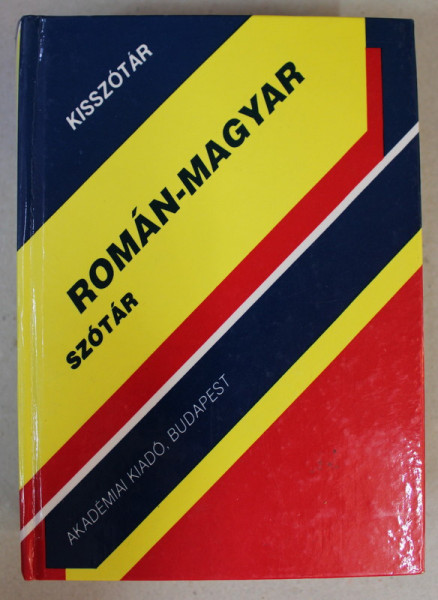 KISSZÓTÁR
ROMÁN-MAGYAR
SZÓTÁR
AKADÉMIAI KIADÓ, BUDAPEST